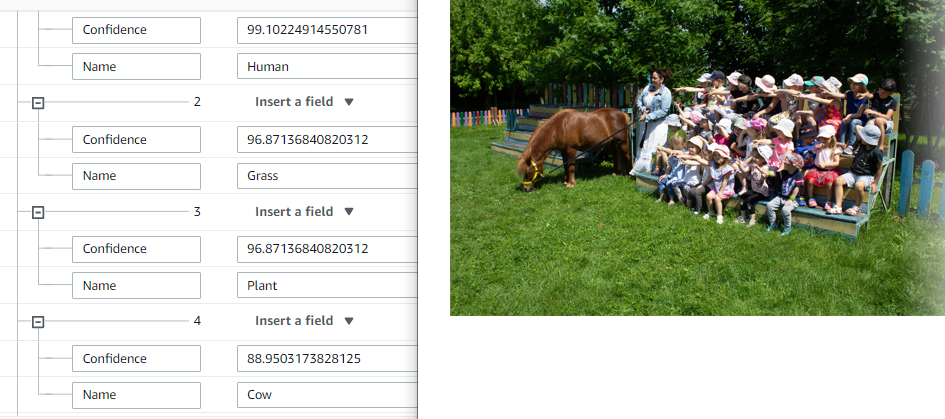 Confidence 99.10224914550781
Name Human
2 Insert a field
Confidence 96.87136840820312
Name Grass
3 Insert a field
Confidence 96.87136840820312
Name Plant
4 Insert a field
Confidence 88.9503173828125
Name Cow